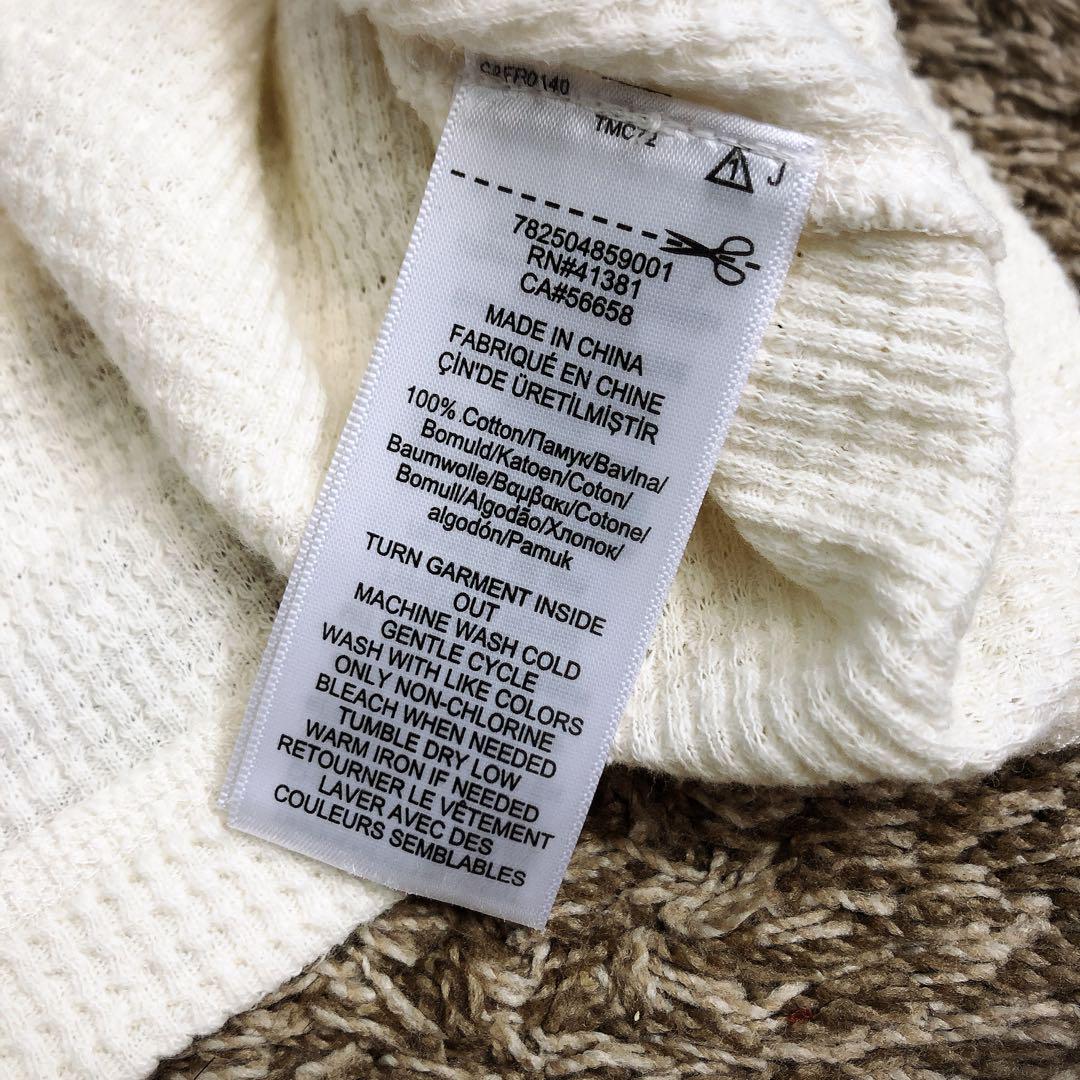 TMC72
1 J
782504859001
RN#41381
CA#56658
MADE IN CHINA
FABRIQUÉ EN CHINE
ÇİN'DE ÜRETİLMİŞTİR
100% Cotton/Памук/Bavlna/
Bomuld/Katoen/Coton/
Baumwolle/Βαμβακι/Cotone/
Bomull/Algodão/Хлопок/
algodón/Pamuk
TURN GARMENT INSIDE
OUT
MACHINE WASH COLD
GENTLE CYCLE
WASH WITH LIKE COLORS
ONLY NON-CHLORINE
BLEACH WHEN NEEDED
TUMBLE DRY LOW
WARM IRON IF NEEDED
RETOURNER LE VÊTEMENT
LAVER AVEC DES
COULEURS SEMBLABLES